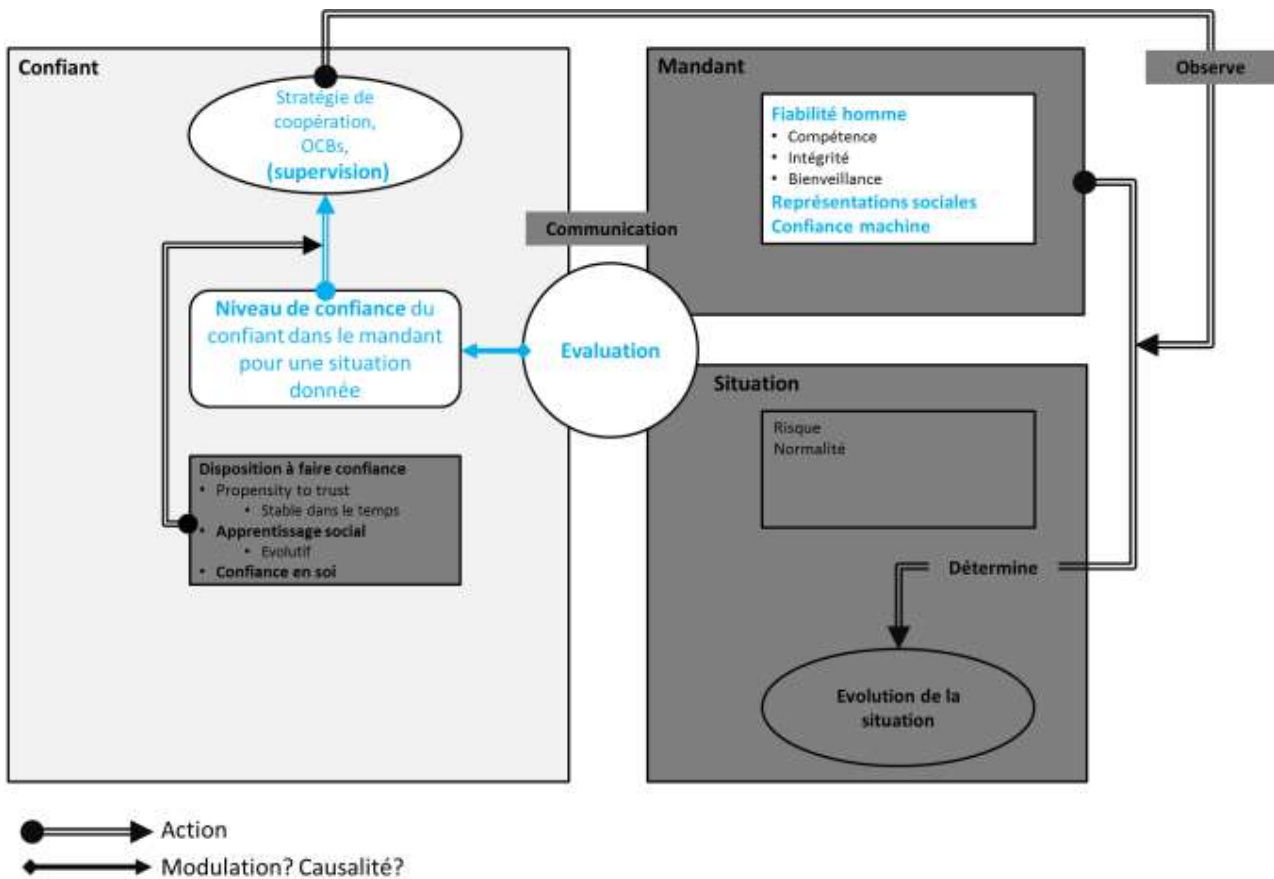 Confiant
Stratégie de
coopération,
OCBs,
(supervision)
Niveau de confiance du
confiant dans le mandant
pour une situation
donnée
Disposition à faire confiance
• Propensity to trust
• Stable dans le temps
• Apprentissage social
• Evolutif
• Confiance en soi
Communication
Evaluation
Mandant
Fiabilité homme
• Compétence
• Intégrité
• Bienveillance
Représentations sociales
Confiance machine
Observe
Situation
Risque
Normalité
Détermine
Evolution de la
situation
Action
Modulation? Causalité?